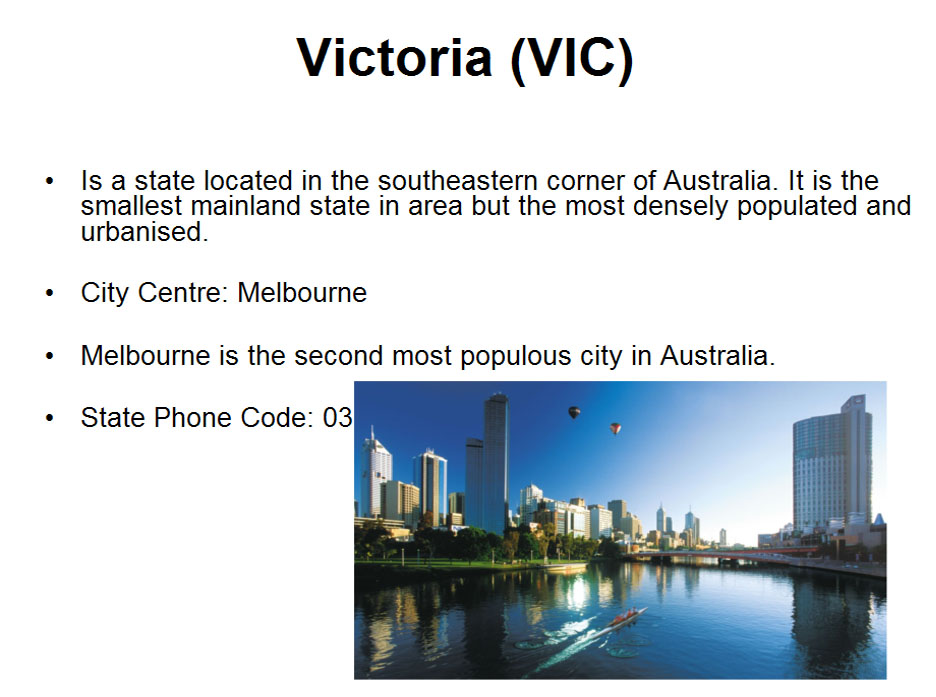 Victoria (VIC)
• Is a state located in the southeastern corner of Australia. It is the
smallest mainland state in area but the most densely populated and
urbanised.
• City Centre: Melbourne
• Melbourne is the second most populous city in Australia.
• State Phone Code: 03